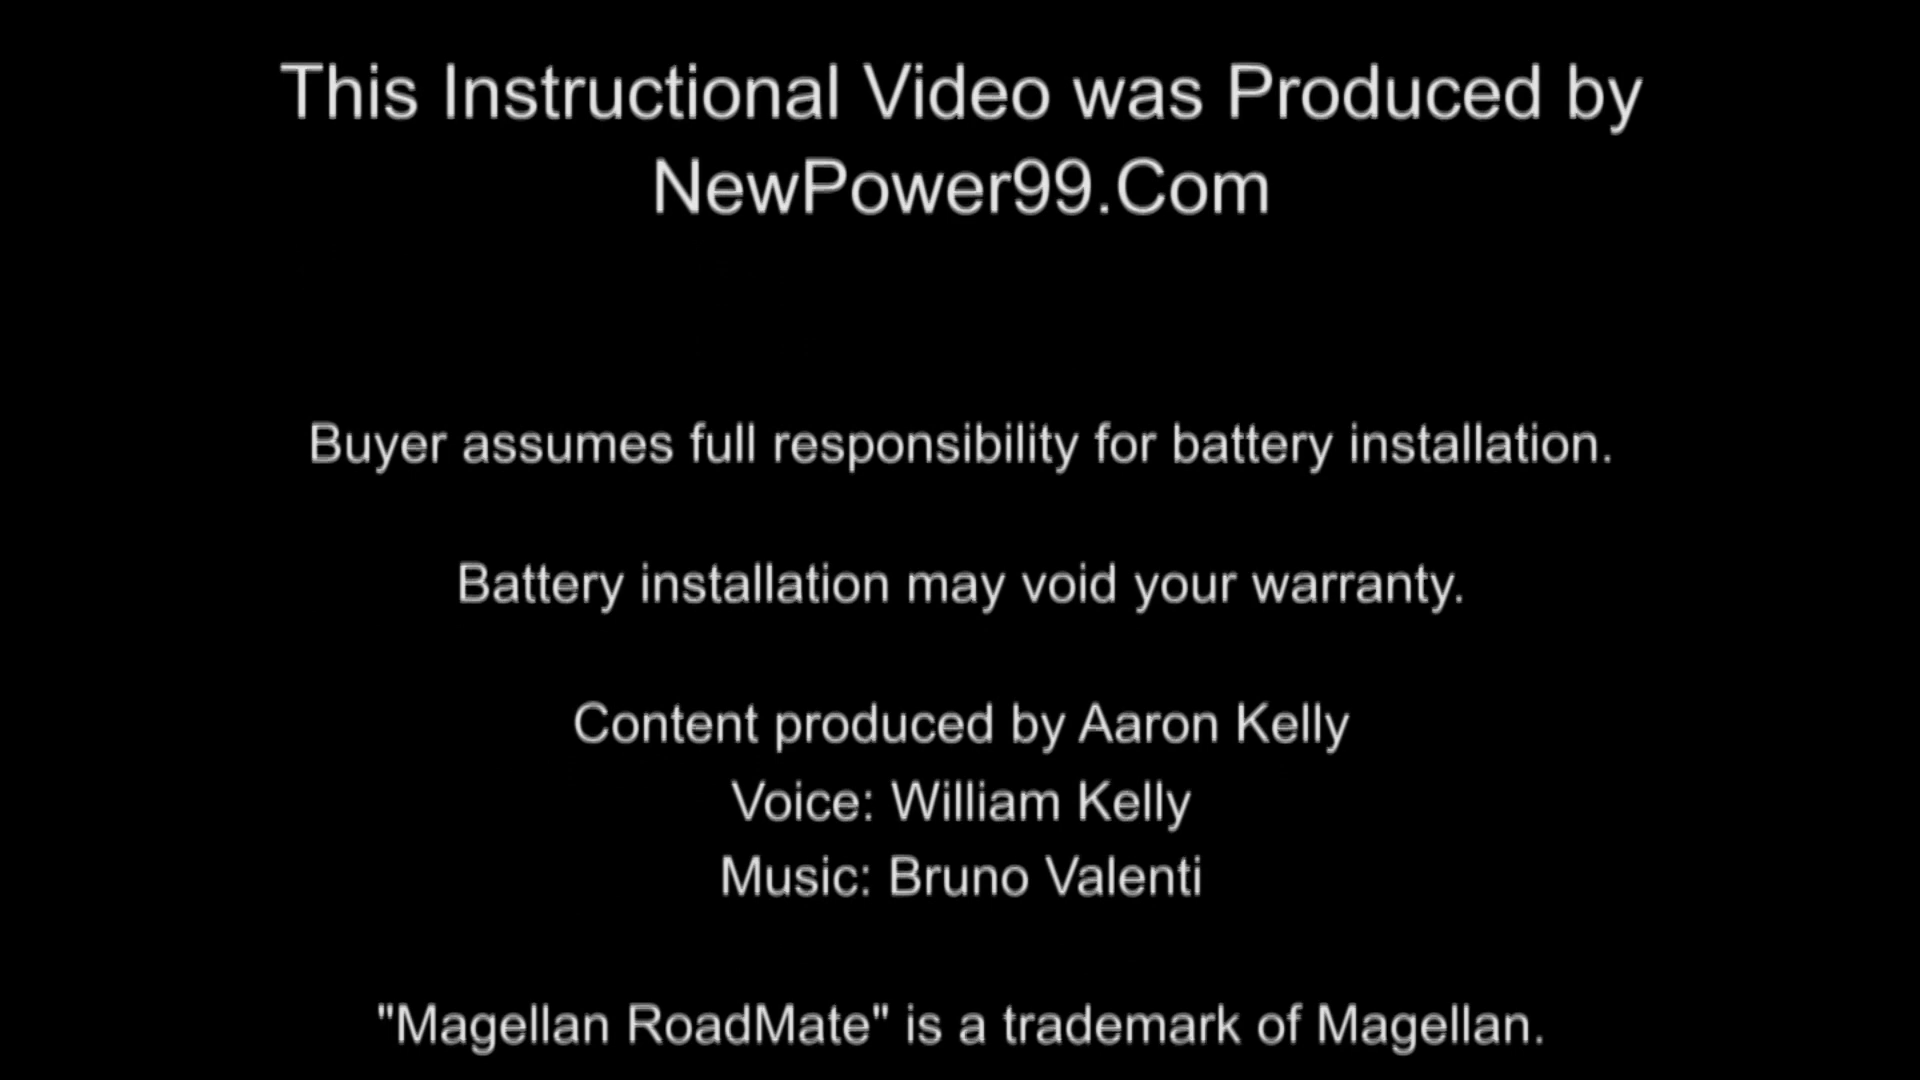 This Instructional Video was Produced by
NewPower99.Com
Buyer assumes full responsibility for battery installation.
Battery installation may void your warranty.
Content produced by Aaron Kelly
Voice: William Kelly
Music: Bruno Valenti
"Magellan RoadMate" is a trademark of Magellan.